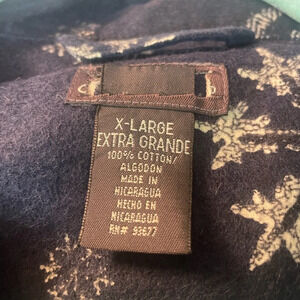 X-LARGE
EXTRA GRANDE
100% COTTON/
ALGODON
MADE IN
NICARAGUA
HECHO EN
NICARAGUA
RN# 93677